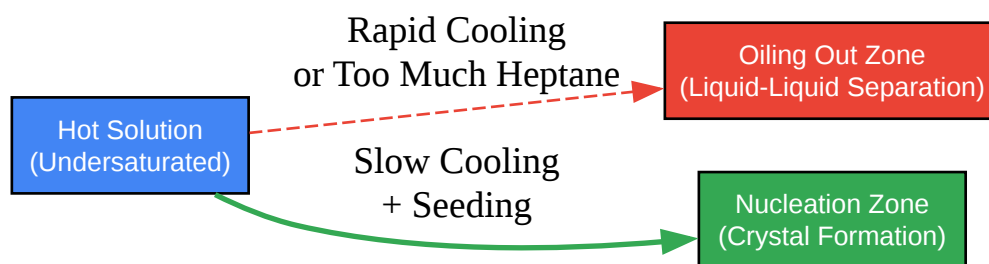 Rapid Cooling
or Too Much Heptane
Oiling Out Zone
(Liquid-Liquid Separation)
Hot Solution
(Undersaturated)
Slow Cooling
+ Seeding
Nucleation Zone
(Crystal Formation)